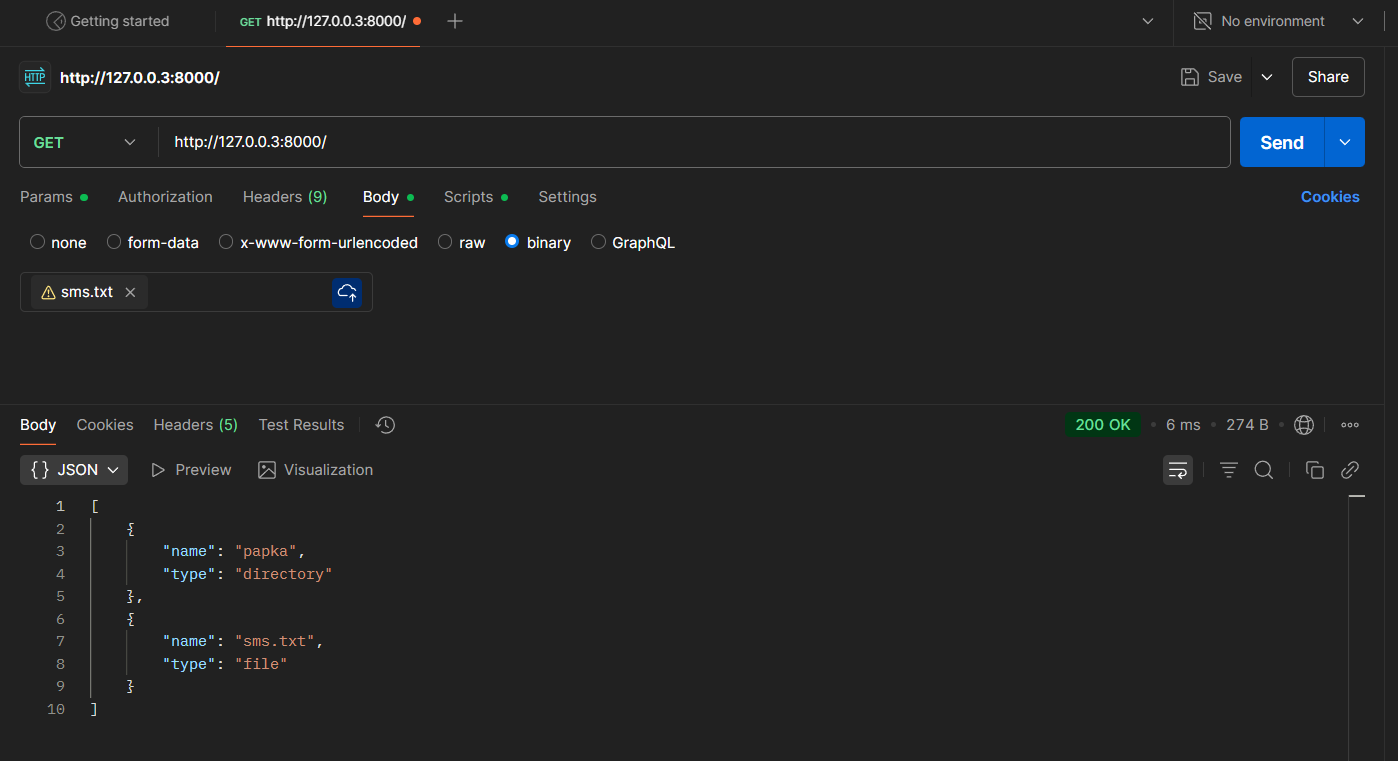 Getting started
GET http://127.0.0.3:8000/
No environment
HTTP http://127.0.0.3:8000/
Save
Share
GET
http://127.0.0.3:8000/
Send
Params
Authorization
Headers (9)
Body
Scripts
Settings
Cookies
none
form-data
x-www-form-urlencoded
raw
binary
GraphQL
sms.txt
Body
Cookies
Headers (5)
Test Results
200 OK
6 ms
274 B
{} JSON
Preview
Visualization
1 [
2 {
3 "name": "papka",
4 "type": "directory"
5 },
6 {
7 "name": "sms.txt",
8 "type": "file"
9 }
10 ]